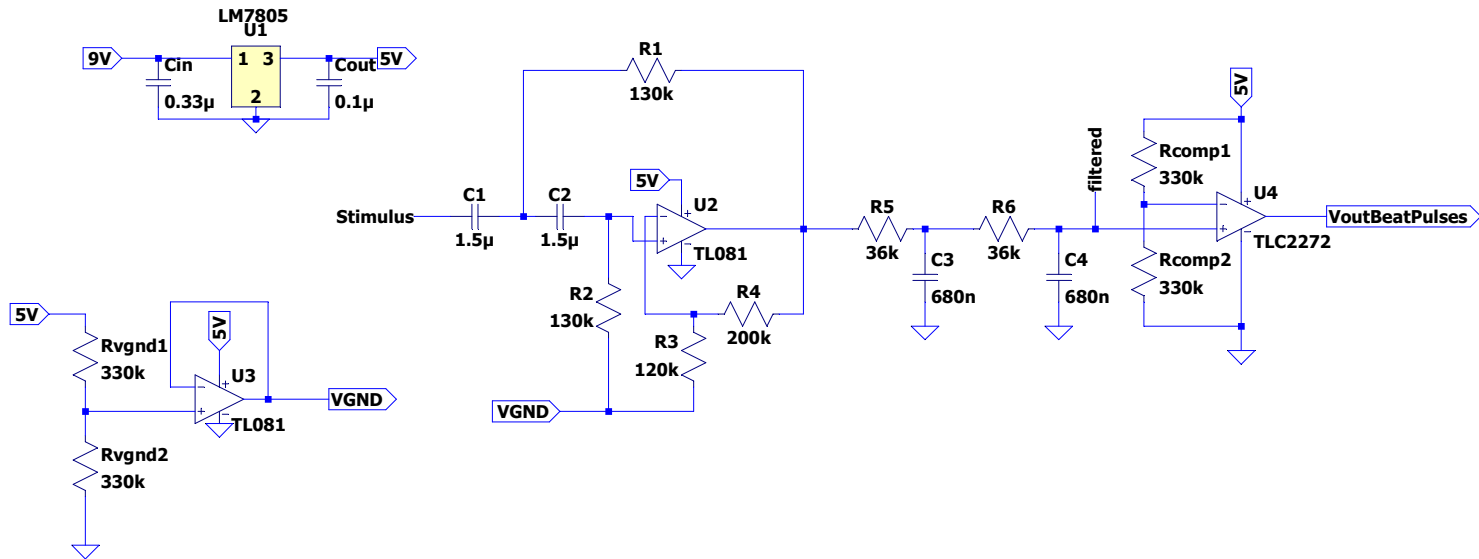 LM7805
U1
9V
1
3
5V
2
Cin
0.33µ
Cout
0.1µ
R1
130k
5V
Stimulus
C1
1.5µ
C2
1.5µ
U2
TL081
R2
130k
R3
120k
R4
200k
VGND
R5
36k
C3
680n
R6
36k
C4
680n
filtered
5V
Rcomp1
330k
U4
TLC2272
Rcomp2
330k
VoutBeatPulses
5V
Rvgnd1
330k
5V
U3
TL081
VGND
Rvgnd2
330k